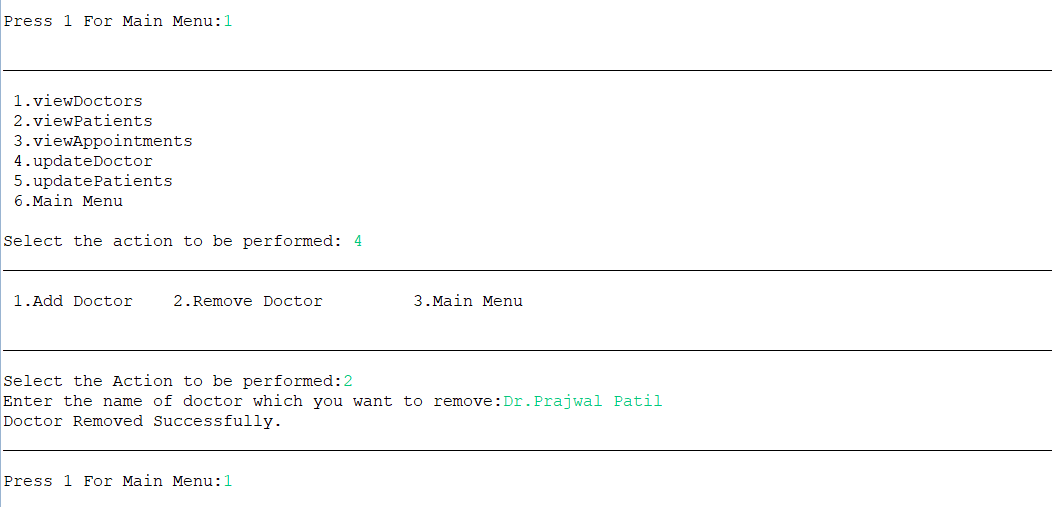 Press 1 For Main Menu:1
1.viewDoctors
2.viewPatients
3.viewAppointments
4.updateDoctor
5.updatePatients
6.Main Menu
Select the action to be performed: 4
1.Add Doctor    2.Remove Doctor         3.Main Menu
Select the Action to be performed:2
Enter the name of doctor which you want to remove:Dr.Prajwal Patil
Doctor Removed Successfully.
Press 1 For Main Menu:1